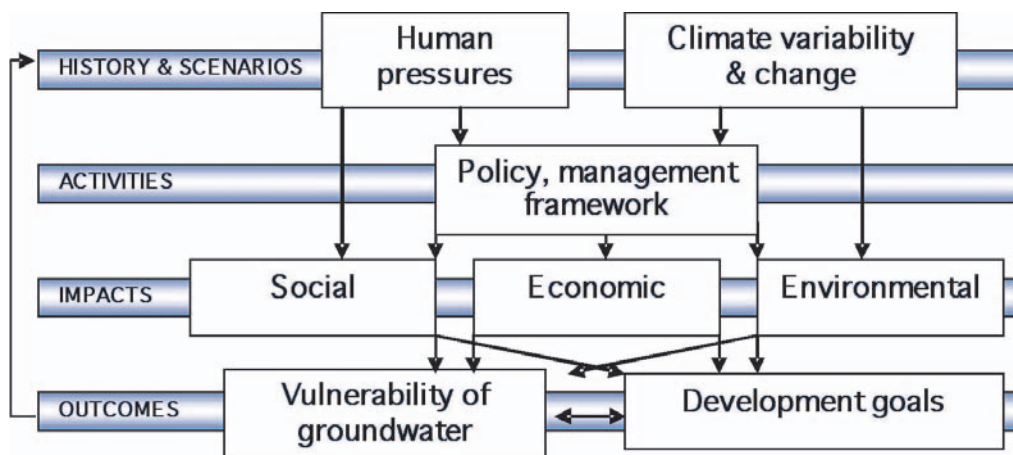 HISTORY & SCENARIOS
Human
pressures
Climate variability
& change
ACTIVITIES
Policy, management
framework
IMPACTS
Social
Economic
Environmental
OUTCOMES
Vulnerability of
groundwater
Development goals